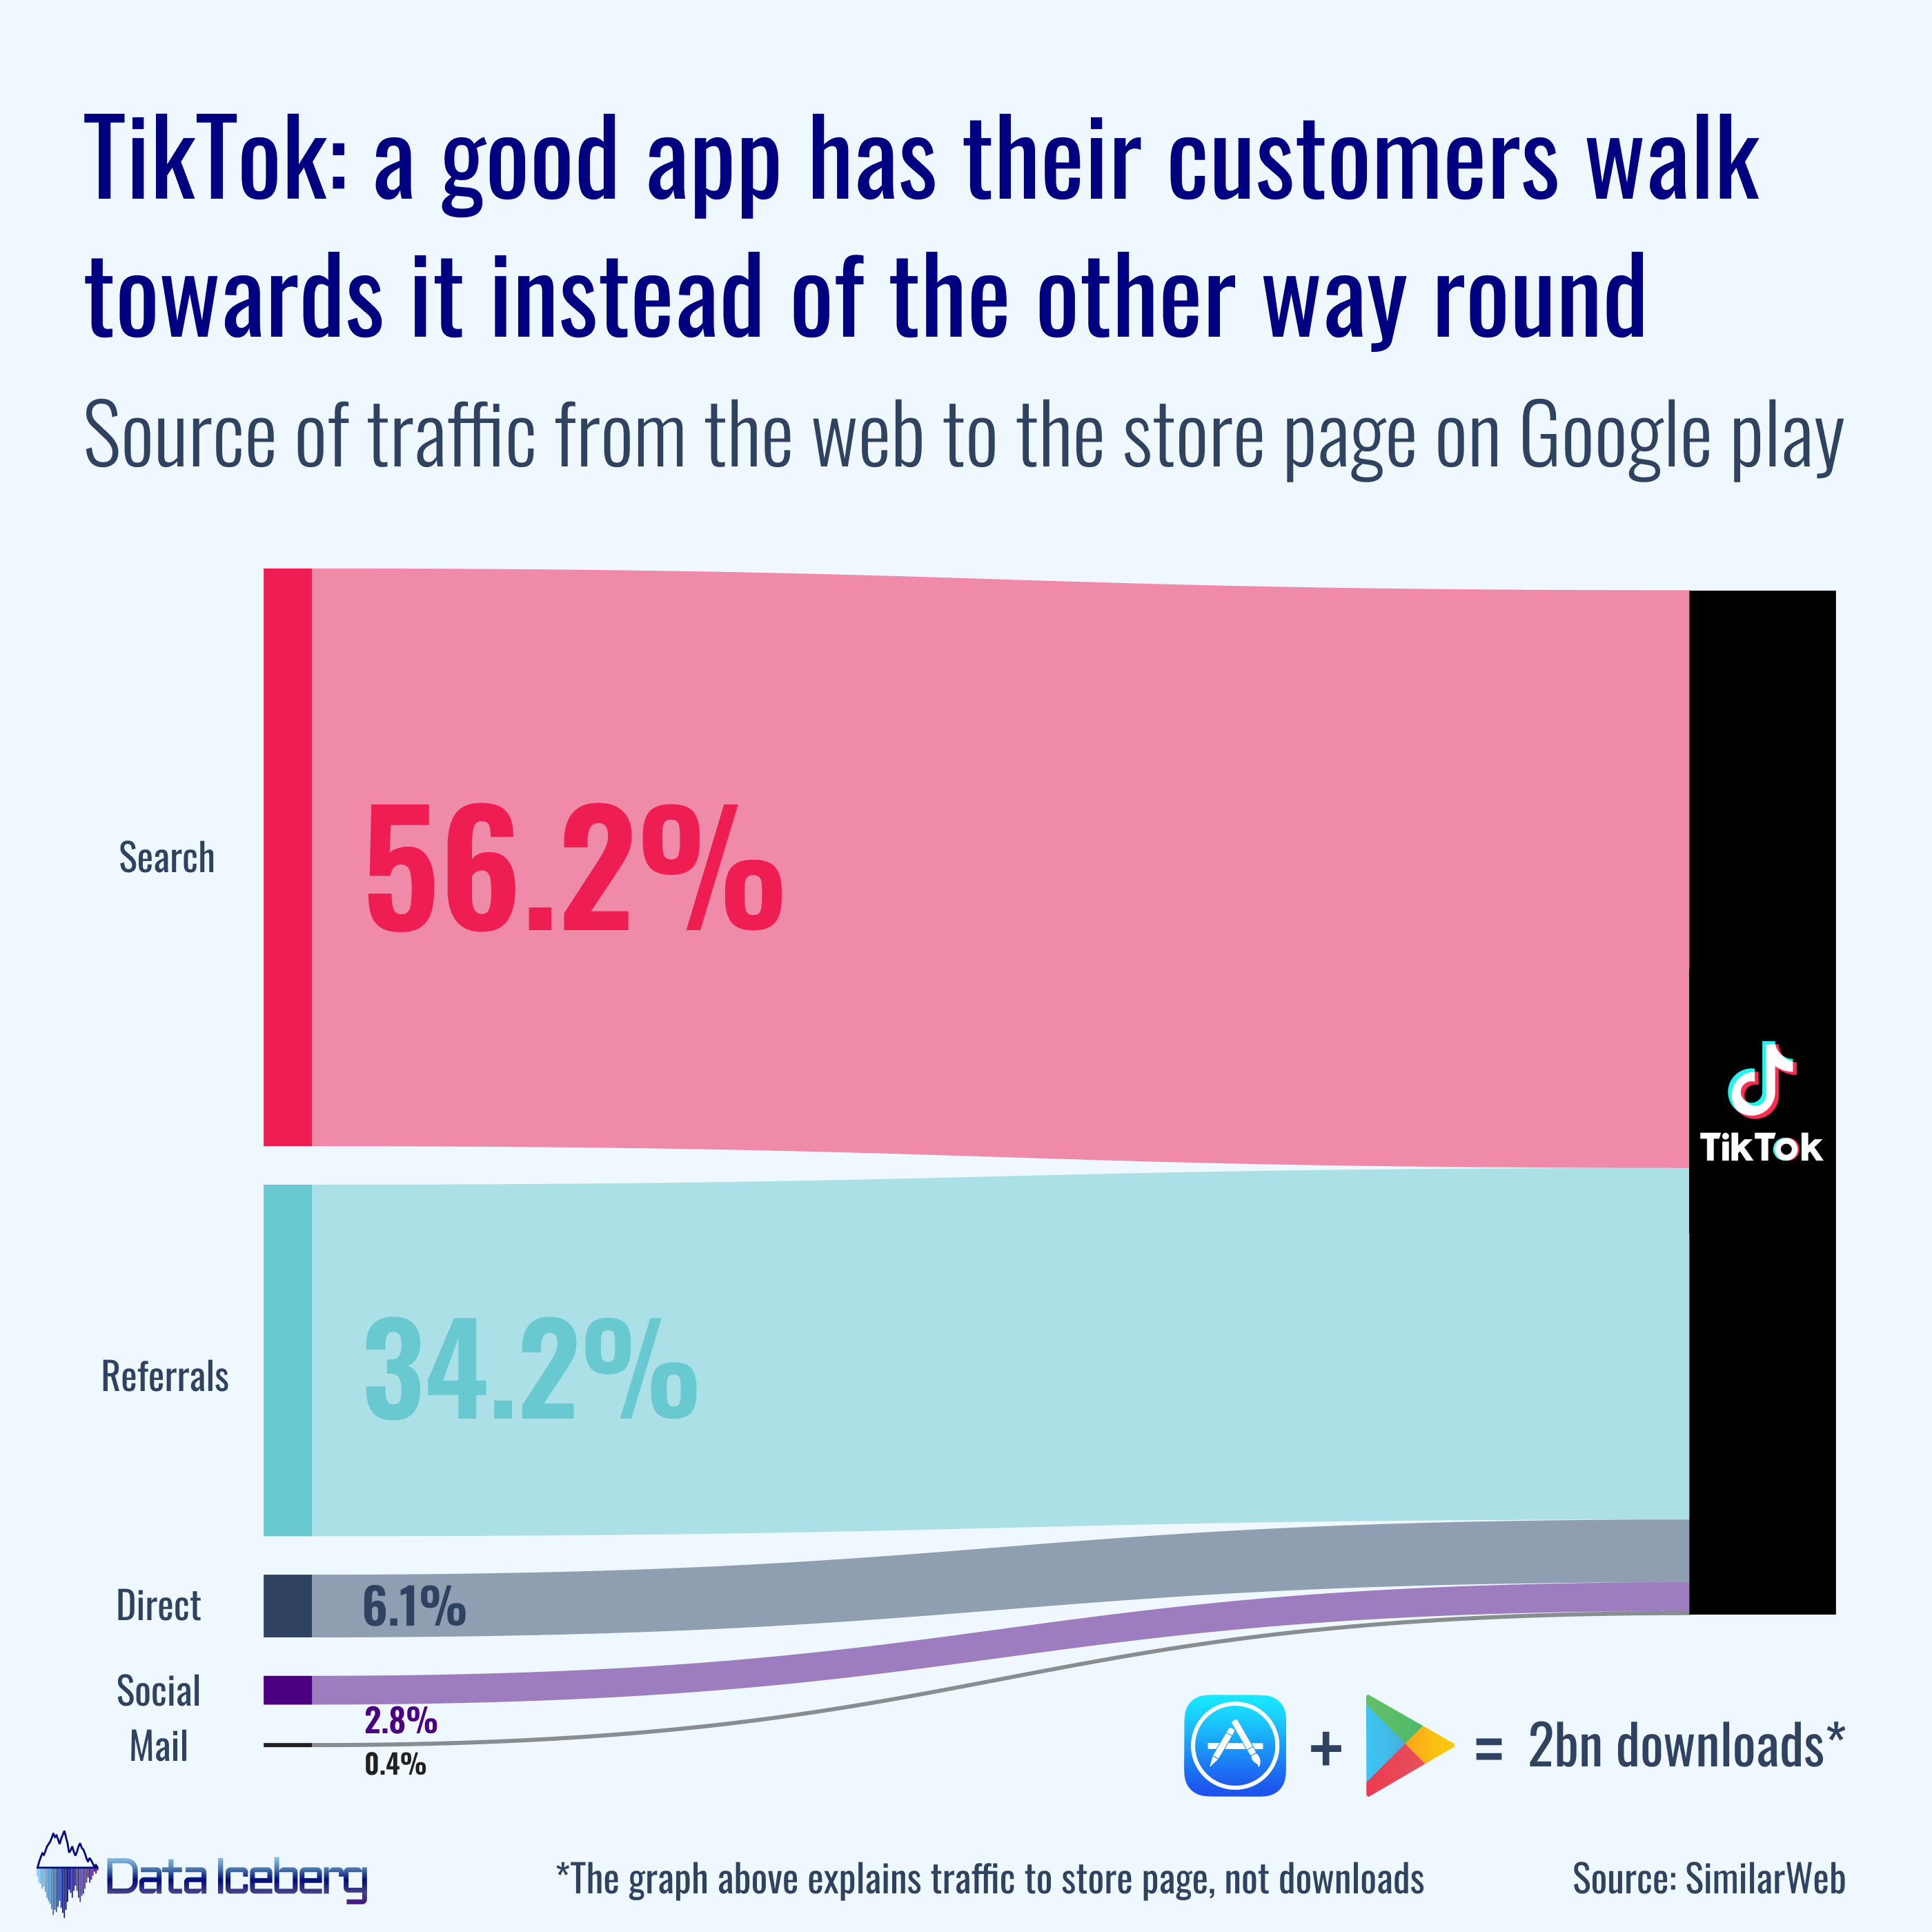 TikTok: a good app has their customers walk
towards it instead of the other way round
Source of traffic from the web to the store page on Google play
Search
56.2%
TikTok
Referrals
34.2%
Direct
6.1%
Social
2.8%
Mail
0.4%
+ = 2bn downloads*
Data Iceberg
*The graph above explains traffic to store page, not downloads
Source: SimilarWeb